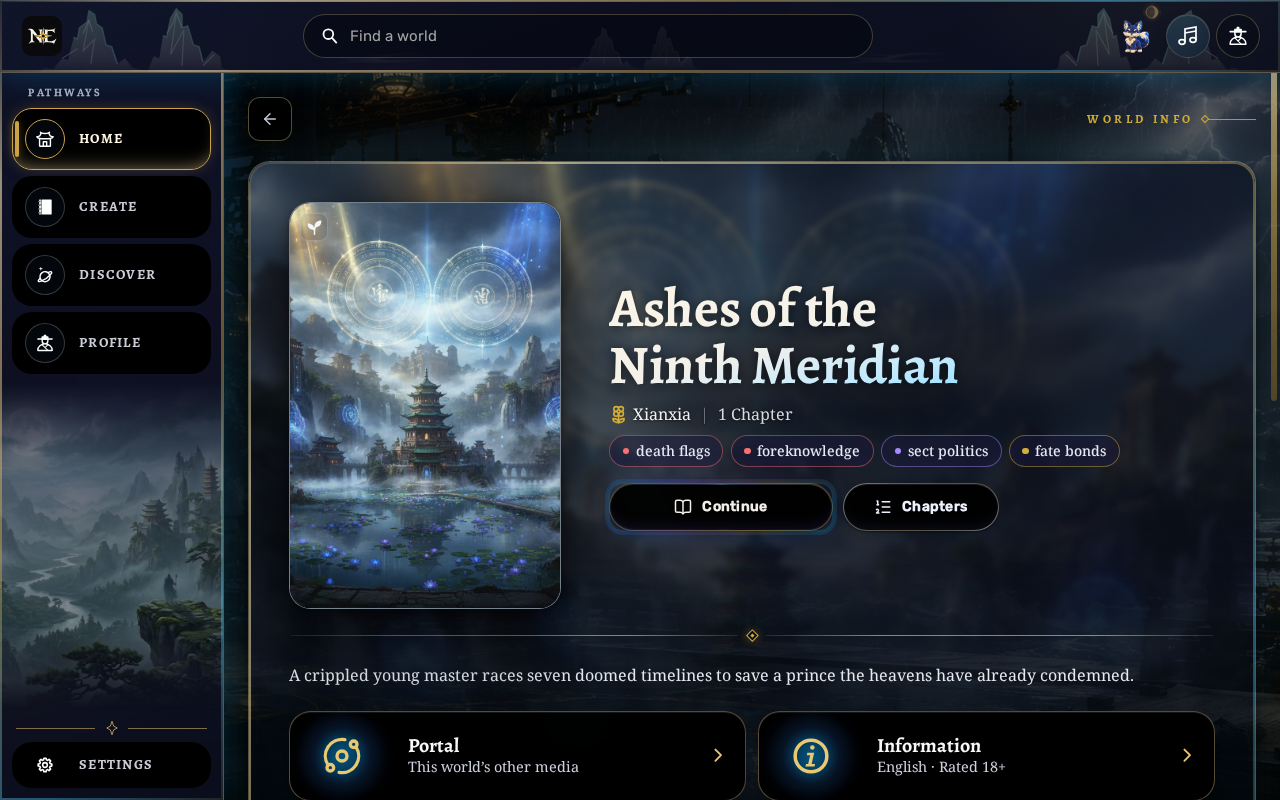 NE
Find a world
PATHWAYS
HOME
CREATE
DISCOVER
PROFILE
SETTINGS
WORLD INFO
Ashes of the
Ninth Meridian
Xianxia | 1 Chapter
death flags
foreknowledge
sect politics
fate bonds
Continue
Chapters
A crippled young master races seven doomed timelines to save a prince the heavens have already condemned.
Portal
This world’s other media
Information
English · Rated 18+